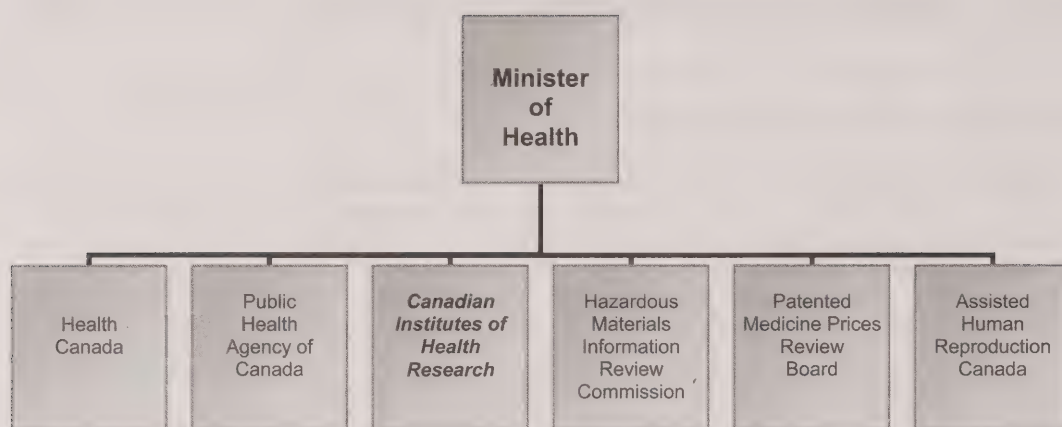 Minister
of
Health
Health
Canada
Public
Health
Agency of
Canada
Canadian
Institutes of
Health
Research
Hazardous
Materials
Information
Review
Commission
Patented
Medicine Prices
Review
Board
Assisted
Human
Reproduction
Canada